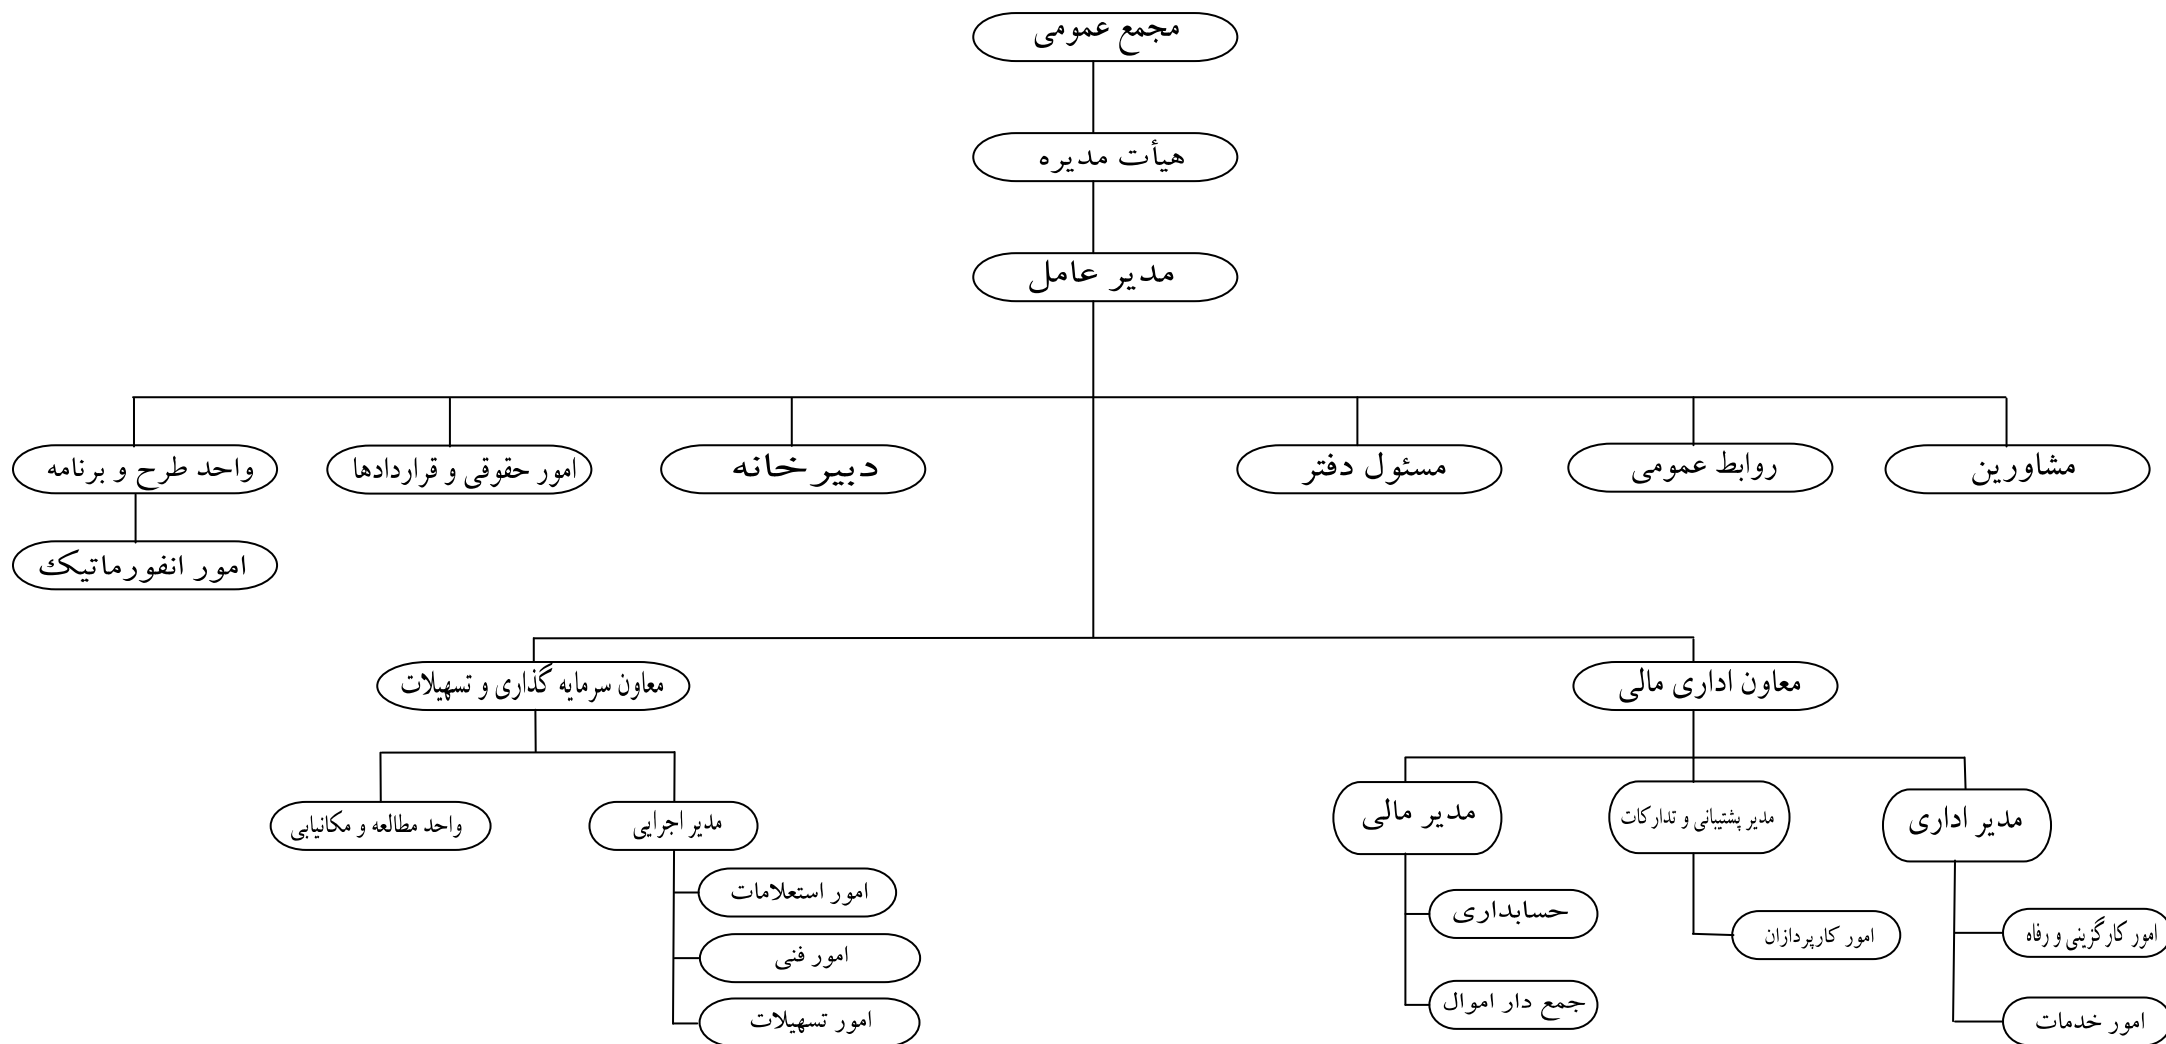 مجمع عمومی
هیأت مدیره
مدیر عامل
مشاورین
روابط عمومی
مسئول دفتر
دبیر خانه
امور حقوقی و قراردادها
واحد طرح و برنامه
امور انفورماتیک
معاون اداری مالی
معاون سرمایه گذاری و تسهیلات
مدیر اداری
مدیر پشتیبانی و تدارکات
مدیر مالی
مدیر اجرایی
واحد مطالعه و مکانیابی
امور کارگزینی و رفاه
امور خدمات
امور کارپردازان
حسابداری
جمع دار اموال
امور استعلامات
امور فنی
امور تسهیلات